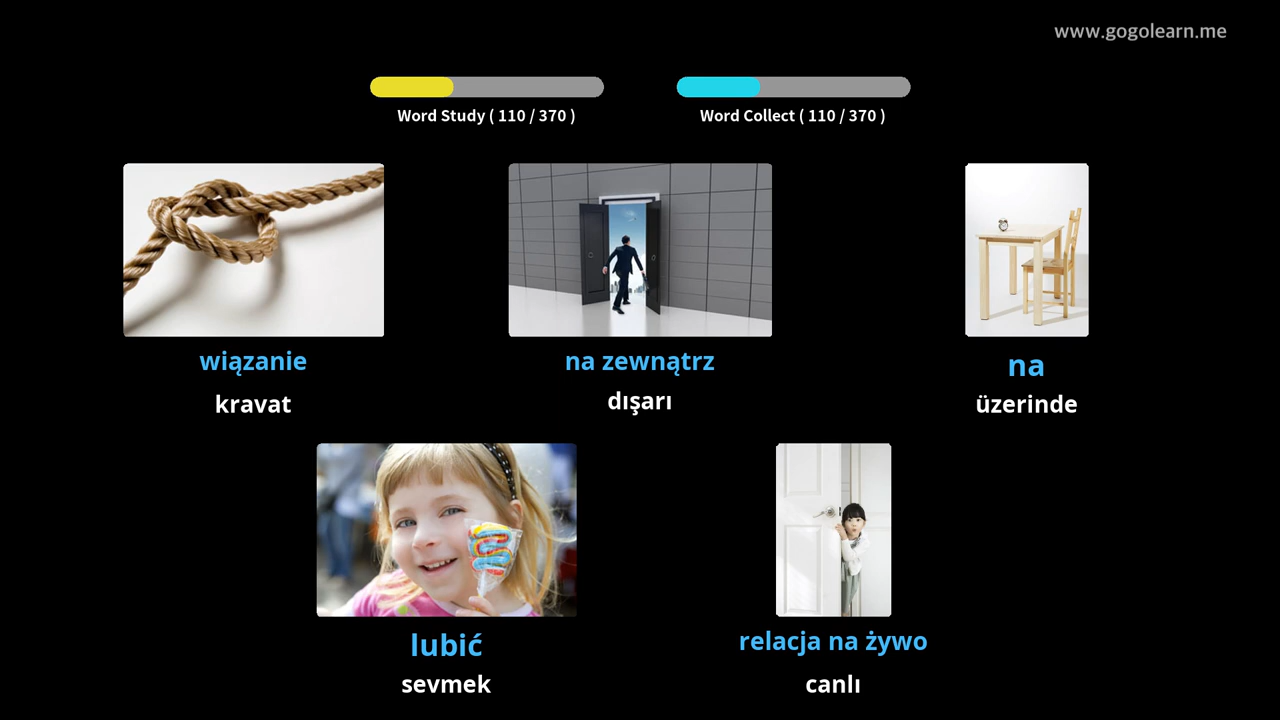 www.gogolearn.me
Word Study ( 110 / 370 )
Word Collect ( 110 / 370 )
wiązanie
kravat
na zewnątrz
dışarı
na
üzerinde
lubić
sevmek
relacja na żywo
canlı